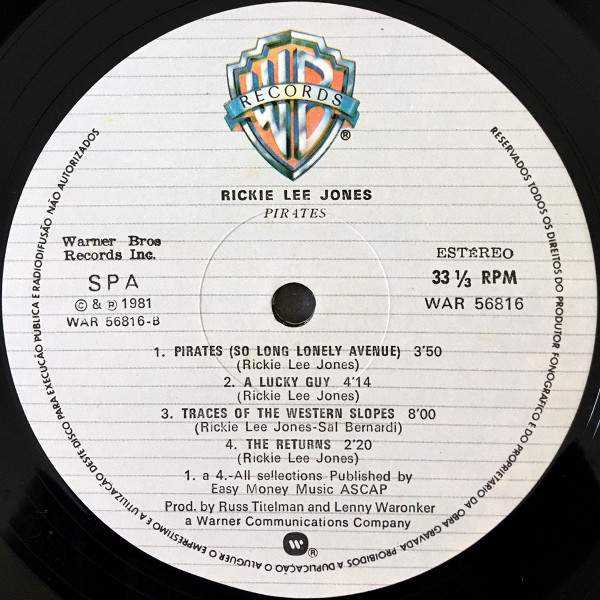 WB
RECORDS
®
RICKIE LEE JONES
PIRATES
Warner Bros
Records Inc.
SPA
© & ℗ 1981
WAR 56816-B
ESTÉREO
33 1/3 RPM
WAR 56816
1. PIRATES (SO LONG LONELY AVENUE) 3'50
(Rickie Lee Jones)
2. A LUCKY GUY 4'14
(Rickie Lee Jones)
3. TRACES OF THE WESTERN SLOPES 8'00
(Rickie Lee Jones-Sal Bernardi)
4. THE RETURNS 2'20
(Rickie Lee Jones)
1. a 4.-All sellections Published by
Easy Money Music ASCAP
Prod. by Russ Titelman and Lenny Waronker
a Warner Communications Company
W®
RESERVADOS TODOS OS DIREITOS DO PRODUTOR FONOGRÁFICO E DO PROPRIETÁRIO DA OBRA GRAVADA PROIBIDOS A DUPLICAÇÃO O ALUGUER O EMPRÉSTIMO E A UTILIZAÇÃO DESTE DISCO PARA EXECUÇÃO PÚBLICA E RADIODIFUSÃO NÃO AUTORIZADOS